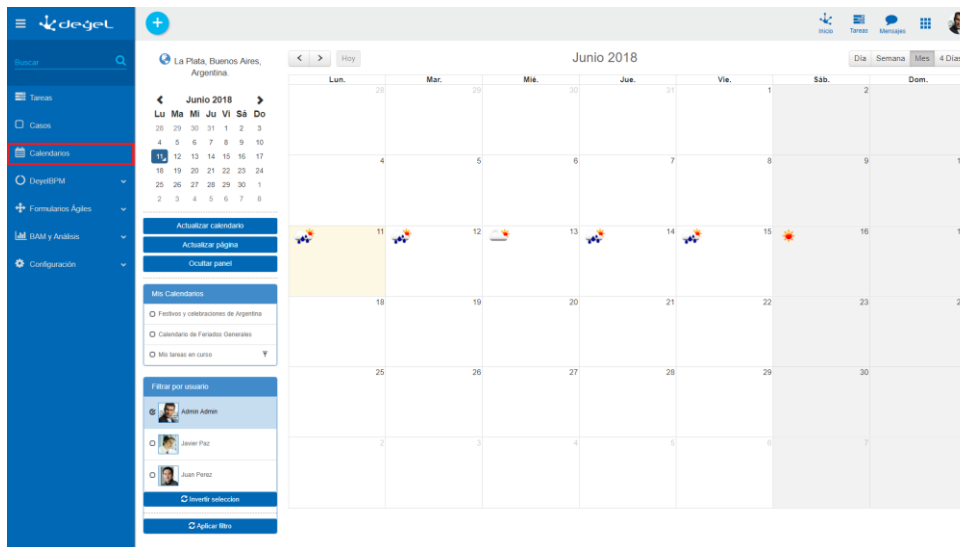 deyel
Inicio
Tareas
Mensajes
Buscar
Tareas
Casos
Calendarios
DeyelBPM
Formularios Ágiles
BAM y Análisis
Configuración
La Plata, Buenos Aires,
Argentina.
Junio 2018
Lu Ma Mi Ju Vi Sá Do
28 29 30 31 1 2 3
4 5 6 7 8 9 10
11 12 13 14 15 16 17
18 19 20 21 22 23 24
25 26 27 28 29 30 1
2 3 4 5 6 7 8
Actualizar calendario
Actualizar página
Ocultar panel
Mis Calendarios
Festivos y celebraciones de Argentina
Calendario de Feriados Generales
Mis tareas en curso
Filtrar por usuario
Admin Admin
Javier Paz
Juan Perez
Invertir seleccion
Aplicar filtro
Hoy
Junio 2018
Día Semana Mes 4 Días
Lun. Mar. Mié. Jue. Vie. Sáb. Dom.
28 29 30 31 1 2
4 5 6 7 8 9 1
11 12 13 14 15 16 1
18 19 20 21 22 23 2
25 26 27 28 29 30
2 3 4 5 6 7